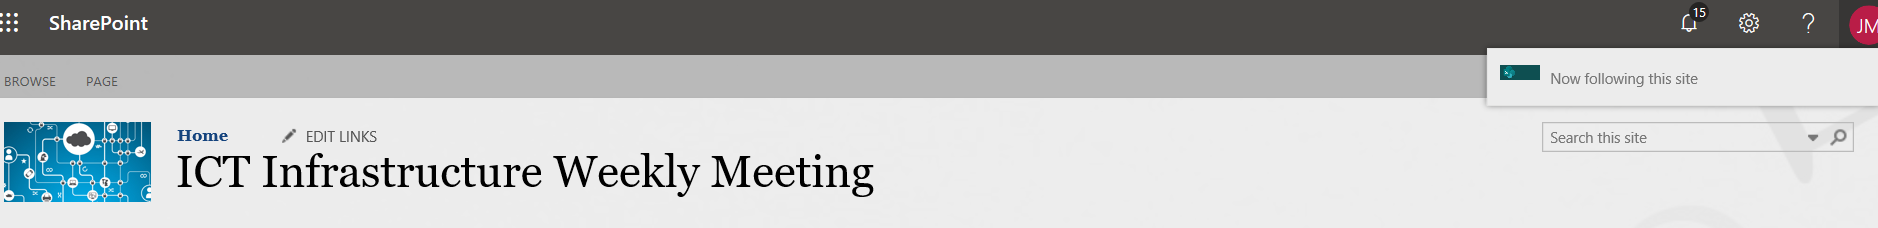 SharePoint
15
?
JM
BROWSE PAGE
Now following this site
Home EDIT LINKS
Search this site
ICT Infrastructure Weekly Meeting